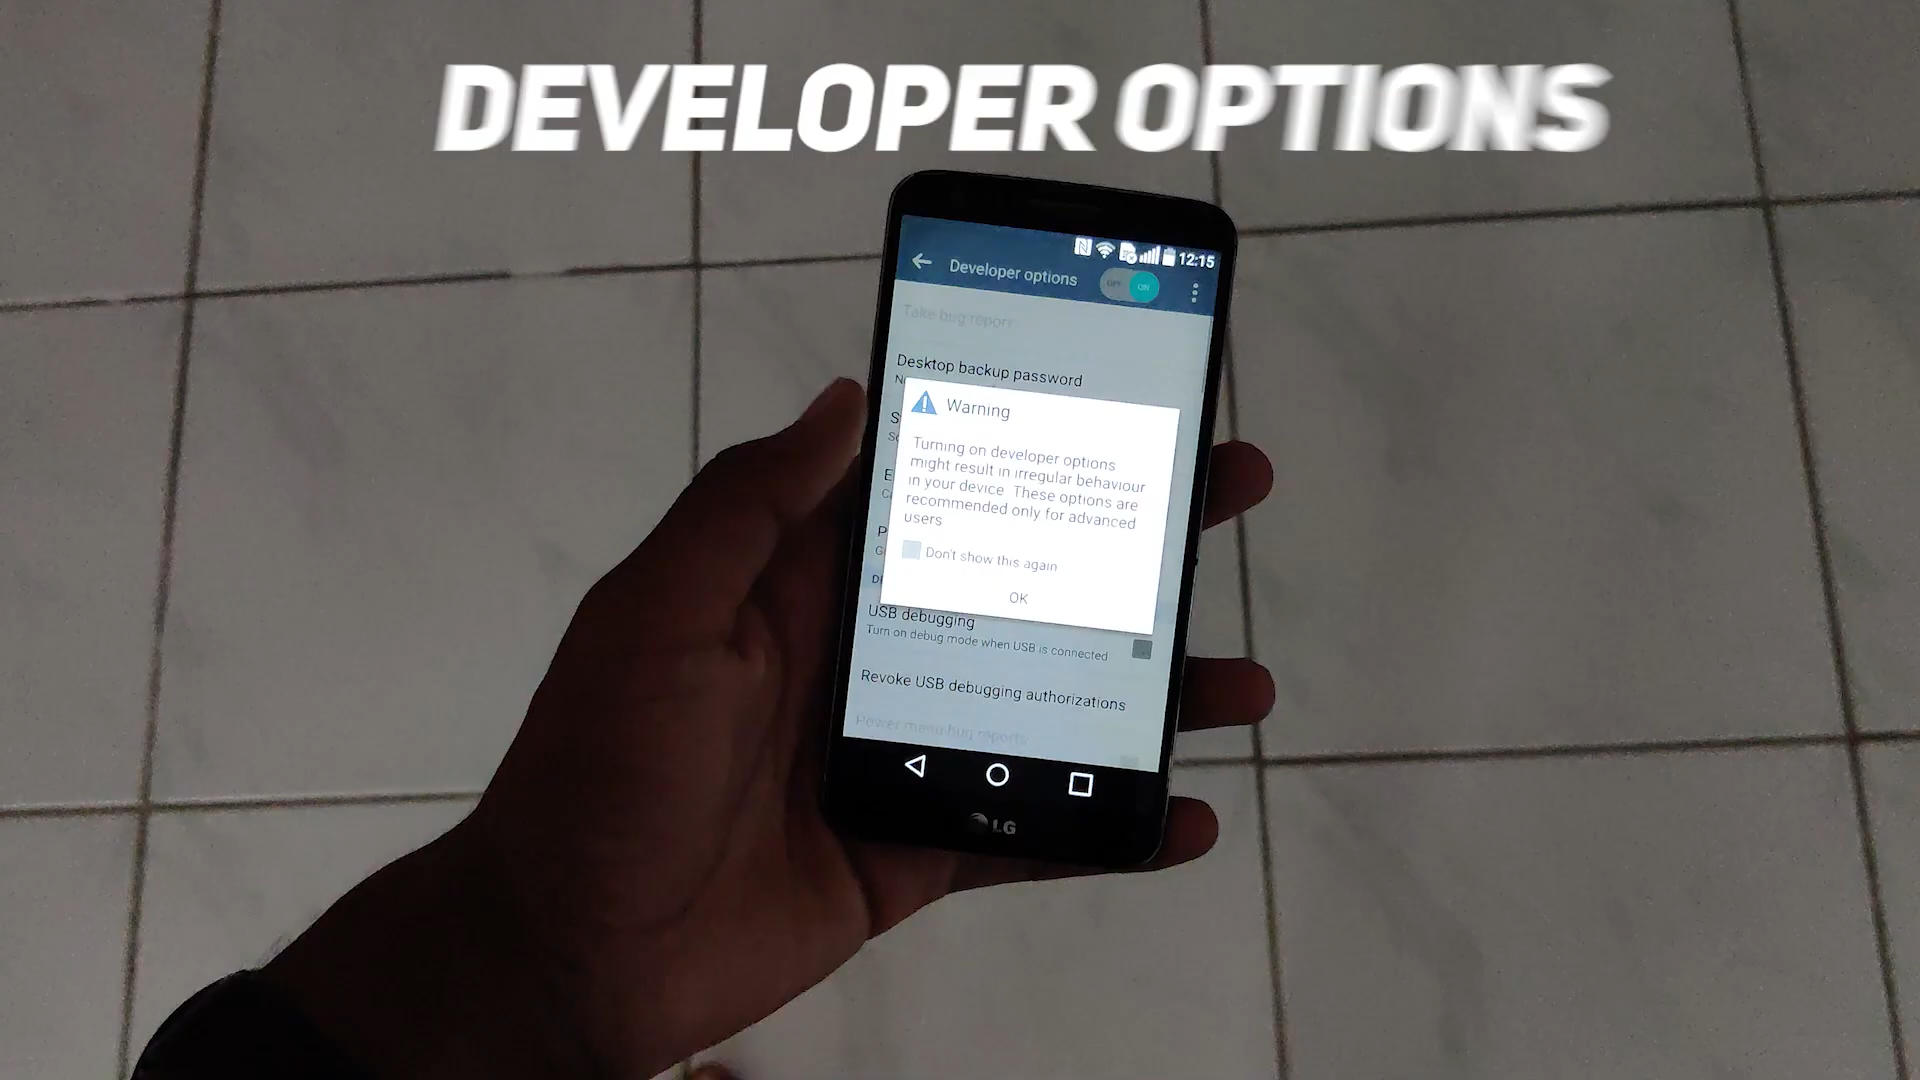 DEVELOPER OPTIONS
12:15
Developer options
OFF ON
Take bug report
Desktop backup password
Warning
Turning on developer options
might result in irregular behaviour
in your device. These options are
recommended only for advanced
users
Don't show this again
OK
USB debugging
Turn on debug mode when USB is connected
Revoke USB debugging authorizations
Power menu bug reports
LG